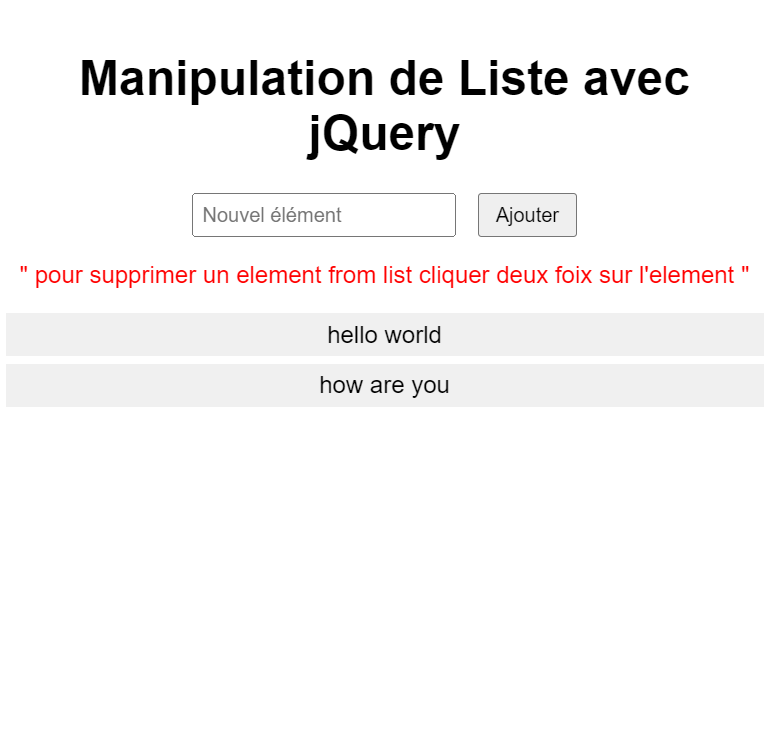 Manipulation de Liste avec
jQuery
Nouvel élément
Ajouter
" pour supprimer un element from list cliquer deux foix sur l'element "
hello world
how are you